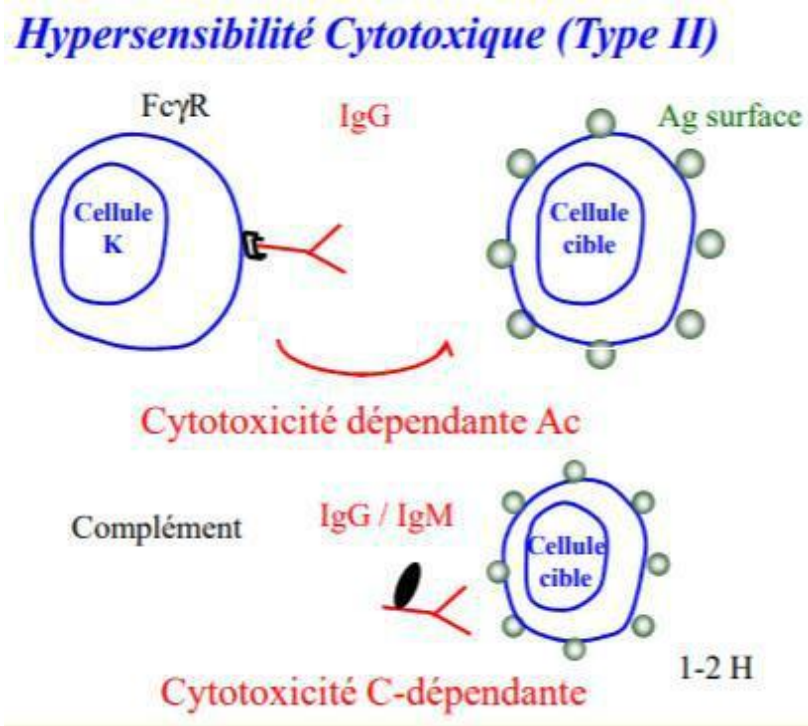 Hypersensibilité Cytotoxique (Type II)
FcγR
IgG
Ag surface
Cellule
K
Cellule
cible
Cytotoxicité dépendante Ac
Complément
IgG / IgM
Cellule
cible
1-2 H
Cytotoxicité C-dépendante